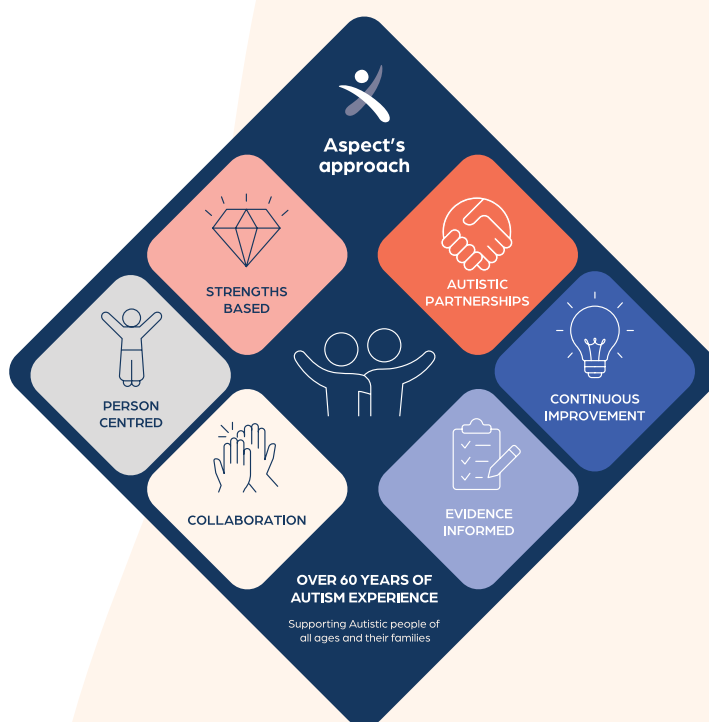 Aspect's
approach
STRENGTHS
BASED
AUTISTIC
PARTNERSHIPS
PERSON
CENTRED
CONTINUOUS
IMPROVEMENT
COLLABORATION
EVIDENCE
INFORMED
OVER 60 YEARS OF
AUTISM EXPERIENCE
Supporting Autistic people of
all ages and their families